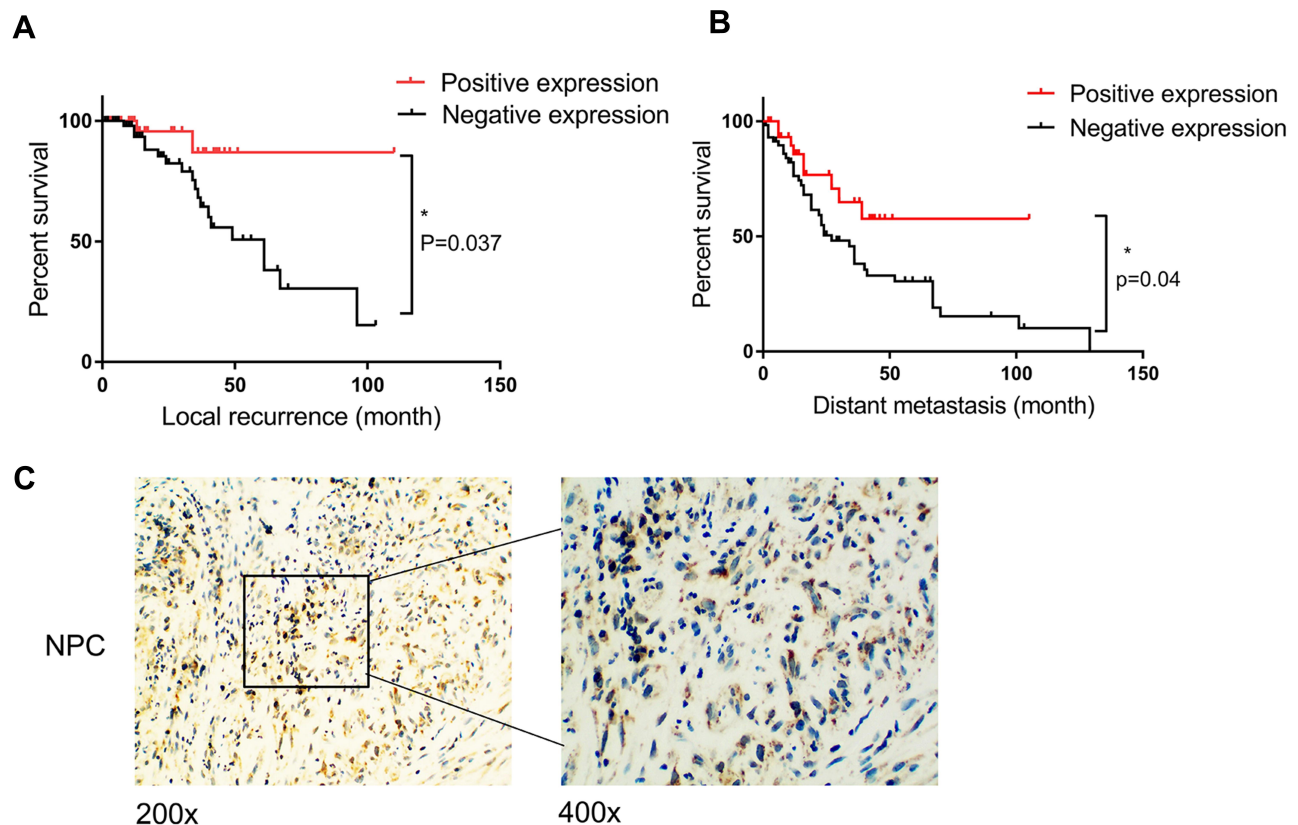 A
Positive expression
Negative expression
Percent survival
100
50
0
0 50 100 150
Local recurrence (month)
*
P=0.037
B
Positive expression
Negative expression
Percent survival
100
50
0
0 50 100 150
Distant metastasis (month)
*
p=0.04
C
NPC
200x
400x